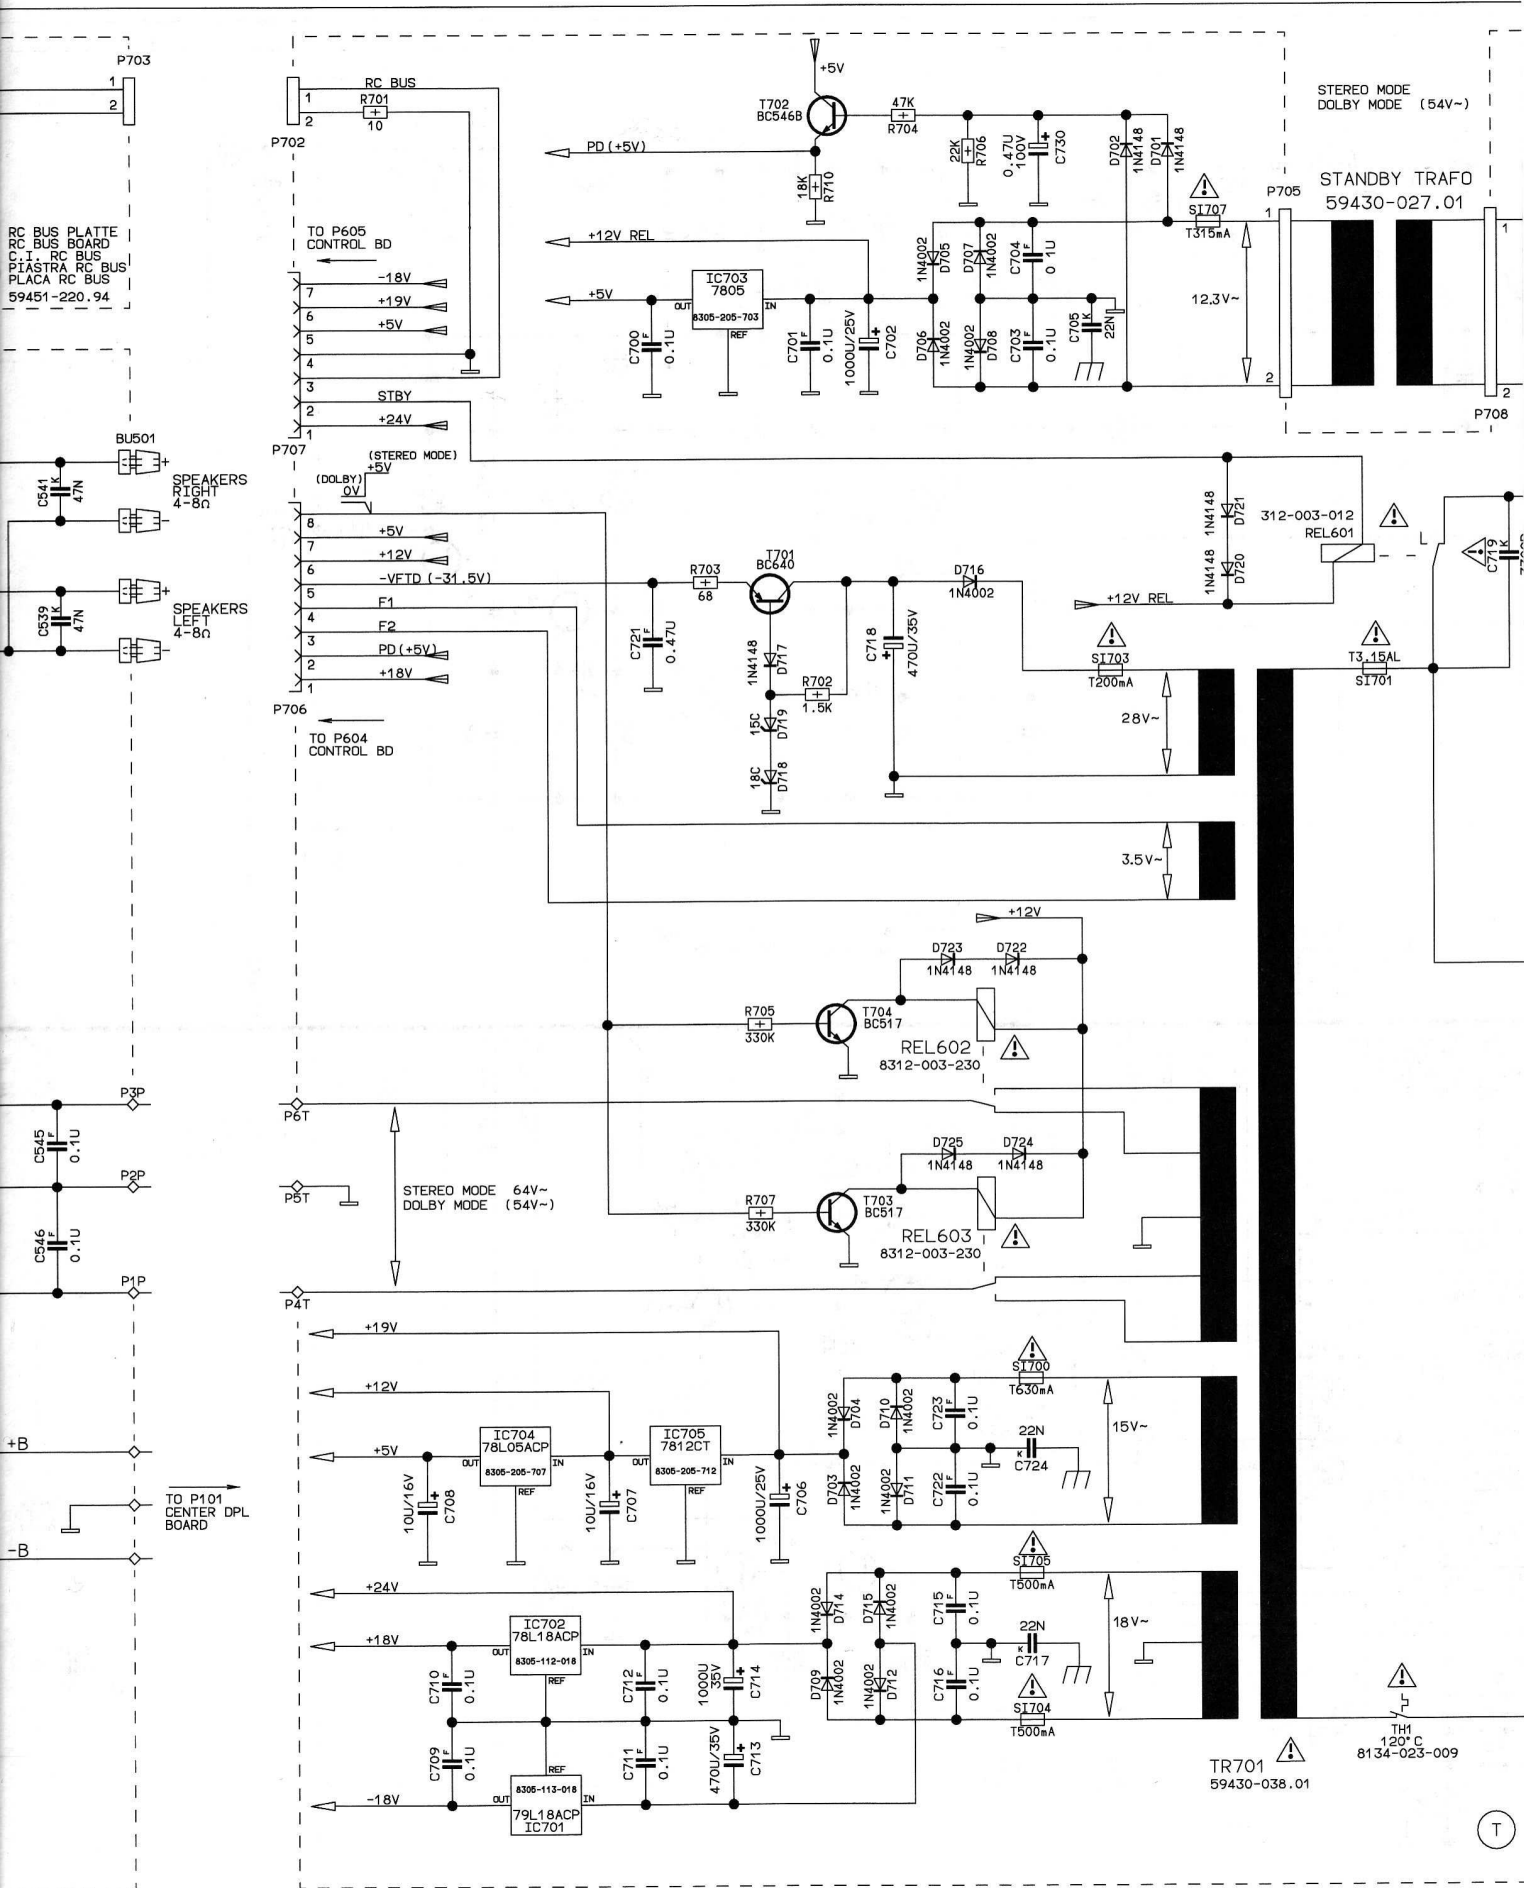 P703
1
2
RC BUS PLATTE
RC BUS BOARD
C.I. RC BUS
PIASTRA RC BUS
PLACA RC BUS
59451-220.94
RC BUS
1
R701
10
2
P702
T702
BC546B
+5V
47K
R704
PD(+5V)
18K
R710
22K
R706
0.47U
100V
C730
D702
1N4148
D701
1N4148
STEREO MODE
DOLBY MODE (54V~)
STANDBY TRAFO
59430-027.01
P705
1
SI707
T315mA
12.3V~
2
1
2
P708
TO P605
CONTROL BD
-18V
7
+19V
6
+5V
5
4
3
STBY
2
+24V
1
P707
+12V REL
+5V
IC703
7805
OUT
IN
8305-205-703
REF
C700
F
0.1U
C701
F
0.1U
1000U/25V
C702
1N4002
D705
D707
1N4002
C704
F
0.1U
D706
1N4002
1N4002
D708
C703
F
0.1U
C705
K
22N
BU501
SPEAKERS
RIGHT
4-8Ω
C541
K
47N
SPEAKERS
LEFT
4-8Ω
C539
K
47N
(STEREO MODE)
+5V
(DOLBY)
0V
8
+5V
7
+12V
6
-VFTD (-31.5V)
5
F1
4
F2
3
PD(+5V)
2
+18V
1
P706
TO P604
CONTROL BD
C721
F
0.47U
R703
68
T701
BC640
1N4148
D717
R702
1.5K
15C
D719
18C
D718
C718
470U/35V
D716
1N4002
1N4148
D721
1N4148
D720
312-003-012
REL601
L
C719
K
+12V REL
SI703
T200mA
28V~
T3.15AL
SI701
3.5V~
+12V
D723
1N4148
D722
1N4148
R705
330K
T704
BC517
REL602
8312-003-230
P3P
P6T
C545
F
0.1U
P2P
P5T
STEREO MODE 64V~
DOLBY MODE (54V~)
C546
F
0.1U
P1P
P4T
D725
1N4148
D724
1N4148
R707
330K
T703
BC517
REL603
8312-003-230
+19V
+12V
+5V
+B
TO P101
CENTER DPL
BOARD
-B
IC704
78L05ACP
OUT
IN
8305-205-707
REF
IC705
7812CT
OUT
IN
8305-205-712
REF
10U/16V
C708
10U/16V
C707
1000U/25V
C706
1N4002
D704
D710
1N4002
C723
F
0.1U
D703
1N4002
1N4002
D711
C722
F
0.1U
SI700
T630mA
22N
K
C724
15V~
+24V
+18V
IC702
78L18ACP
OUT
IN
8305-112-018
REF
C710
F
0.1U
C712
F
0.1U
1000U
35V
C714
C709
F
0.1U
C711
F
0.1U
470U/35V
C713
REF
8305-113-018
OUT
IN
79L18ACP
IC701
-18V
1N4002
D714
D715
1N4002
C715
F
0.1U
D709
1N4002
1N4002
D712
C716
F
0.1U
SI705
T500mA
22N
K
C717
SI704
T500mA
18V~
TR701
59430-038.01
TH1
120°C
8134-023-009
T